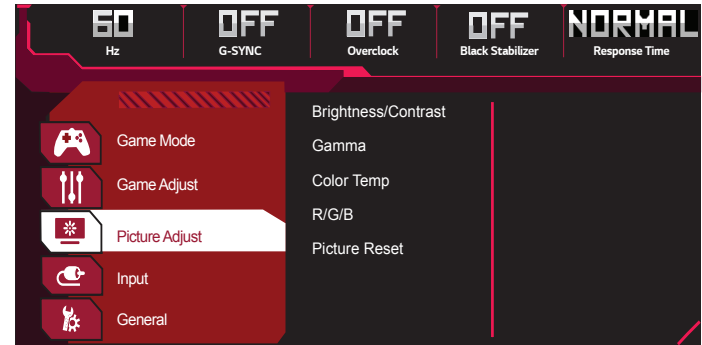 60 OFF OFF OFF NORMAL
Hz G-SYNC Overclock Black Stabilizer Response Time
Brightness/Contrast
Game Mode
Gamma
Game Adjust
Color Temp
R/G/B
Picture Adjust
Picture Reset
Input
General